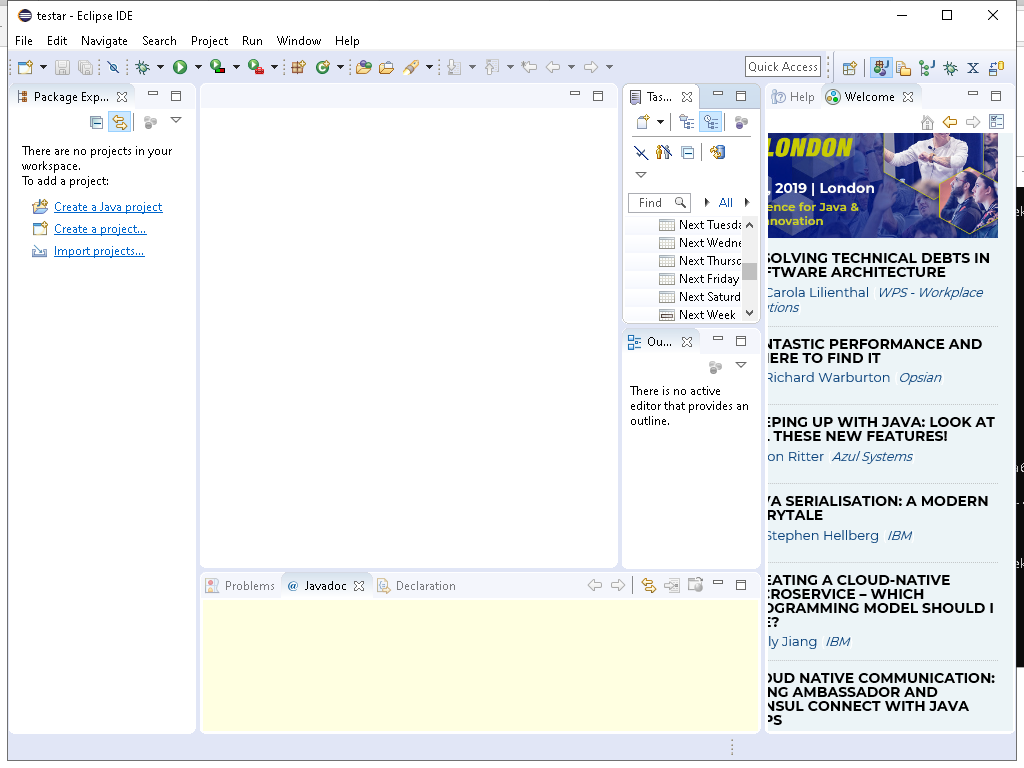 testar - Eclipse IDE
File Edit Navigate Search Project Run Window Help
Quick Access
Package Exp...
Tas...
Help
Welcome
There are no projects in your
workspace.
To add a project:
Create a Java project
Create a project...
Import projects...
Find
All
Next Tuesda
Next Wedne
Next Thursd
Next Friday
Next Saturd
Next Week
Ou...
There is no active
editor that provides an
outline.
Problems
@ Javadoc
Declaration
LONDON
, 2019 | London
ence for Java &
nnovation
SOLVING TECHNICAL DEBTS IN
FTWARE ARCHITECTURE
Carola Lilienthal WPS - Workplace
tions
NTASTIC PERFORMANCE AND
HERE TO FIND IT
Richard Warburton Opsian
EPING UP WITH JAVA: LOOK AT
L THESE NEW FEATURES!
on Ritter Azul Systems
VA SERIALISATION: A MODERN
RYTALE
Stephen Hellberg IBM
EATING A CLOUD-NATIVE
CROSERVICE – WHICH
OGRAMMING MODEL SHOULD I
E?
ly Jiang IBM
OUD NATIVE COMMUNICATION:
NG AMBASSADOR AND
NSUL CONNECT WITH JAVA
PS